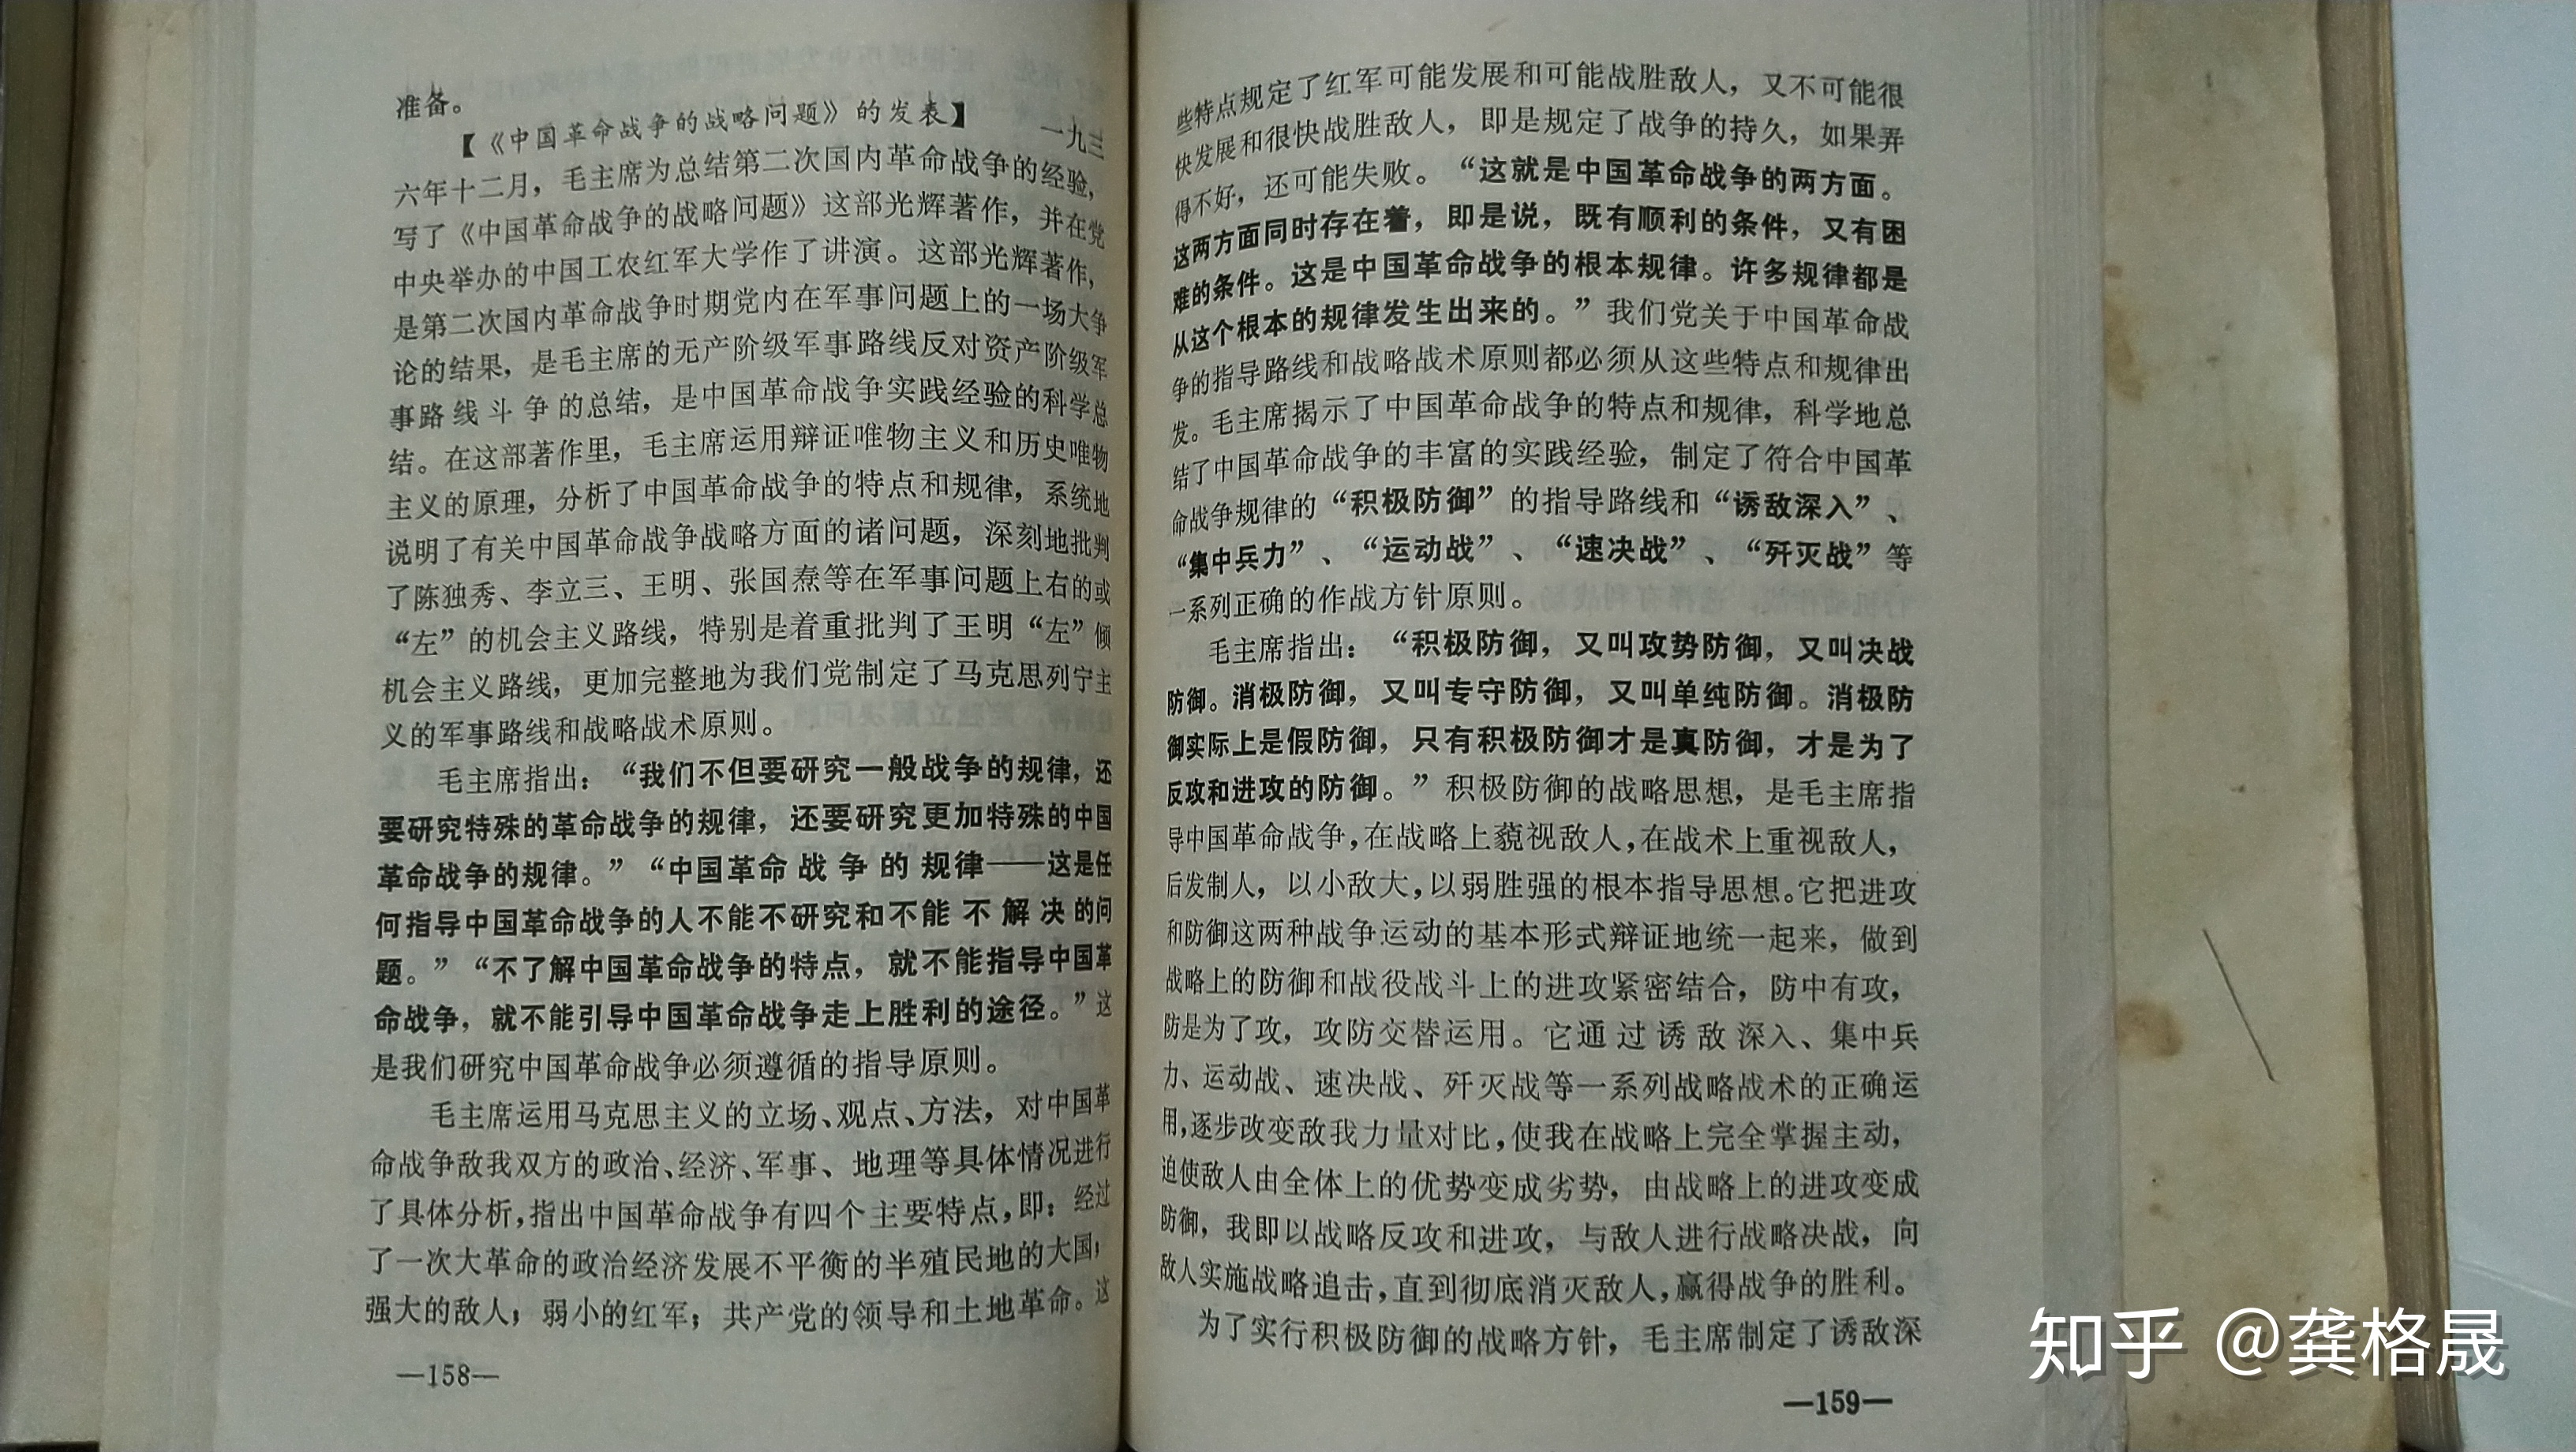 准备。
【《中国革命战争的战略问题》的发表】 一九三
六年十二月，毛主席为总结第二次国内革命战争的经验，
写了《中国革命战争的战略问题》这部光辉著作，并在党
中央举办的中国工农红军大学作了讲演。这部光辉著作，
是第二次国内革命战争时期党内在军事问题上的一场大争
论的结果，是毛主席的无产阶级军事路线反对资产阶级军
事路线斗争的总结，是中国革命战争实践经验的科学总
结。在这部著作里，毛主席运用辩证唯物主义和历史唯物
主义的原理，分析了中国革命战争的特点和规律，系统地
说明了有关中国革命战争战略方面的诸问题，深刻地批判
了陈独秀、李立三、王明、张国焘等在军事问题上右的或
“左”的机会主义路线，特别是着重批判了王明“左”倾
机会主义路线，更加完整地为我们党制定了马克思列宁主
义的军事路线和战略战术原则。
毛主席指出：“我们不但要研究一般战争的规律，还
要研究特殊的革命战争的规律，还要研究更加特殊的中国
革命战争的规律。”“中国革命战争的规律——这是任
何指导中国革命战争的人不能不研究和不能不解决的问
题。”“不了解中国革命战争的特点，就不能指导中国革
命战争，就不能引导中国革命战争走上胜利的途径。”这
是我们研究中国革命战争必须遵循的指导原则。
毛主席运用马克思主义的立场、观点、方法，对中国革
命战争敌我双方的政治、经济、军事、地理等具体情况进行
了具体分析，指出中国革命战争有四个主要特点，即：经过
了一次大革命的政治经济发展不平衡的半殖民地的大国；
强大的敌人；弱小的红军；共产党的领导和土地革命。这
—158—
些特点规定了红军可能发展和可能战胜敌人，又不可能很
快发展和很快战胜敌人，即是规定了战争的持久，如果弄
得不好，还可能失败。“这就是中国革命战争的两方面。
这两方面同时存在着，即是说，既有顺利的条件，又有困
难的条件。这是中国革命战争的根本规律。许多规律都是
从这个根本的规律发生出来的。”我们党关于中国革命战
争的指导路线和战略战术原则都必须从这些特点和规律出
发。毛主席揭示了中国革命战争的特点和规律，科学地总
结了中国革命战争的丰富的实践经验，制定了符合中国革
命战争规律的“积极防御”的指导路线和“诱敌深入”、
“集中兵力”、“运动战”、“速决战”、“歼灭战”等
一系列正确的作战方针原则。
毛主席指出：“积极防御，又叫攻势防御，又叫决战
防御。消极防御，又叫专守防御，又叫单纯防御。消极防
御实际上是假防御，只有积极防御才是真防御，才是为了
反攻和进攻的防御。”积极防御的战略思想，是毛主席指
导中国革命战争，在战略上藐视敌人，在战术上重视敌人，
后发制人，以小敌大，以弱胜强的根本指导思想。它把进攻
和防御这两种战争运动的基本形式辩证地统一起来，做到
战略上的防御和战役战斗上的进攻紧密结合，防中有攻，
防是为了攻，攻防交替运用。它通过诱敌深入、集中兵
力、运动战、速决战、歼灭战等一系列战略战术的正确运
用，逐步改变敌我力量对比，使我在战略上完全掌握主动，
迫使敌人由全体上的优势变成劣势，由战略上的进攻变成
防御，我即以战略反攻和进攻，与敌人进行战略决战，向
敌人实施战略追击，直到彻底消灭敌人，赢得战争的胜利。
为了实行积极防御的战略方针，毛主席制定了诱敌深
—159—
知乎 @龚格晟